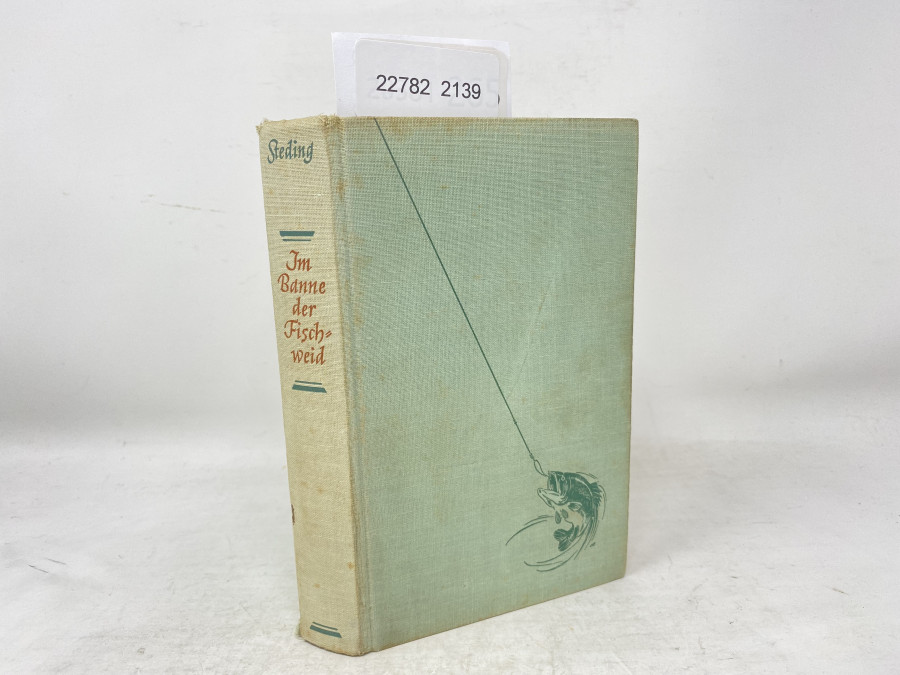 22782 2139
Steding
Im
Banne
der
Fisch=
weid